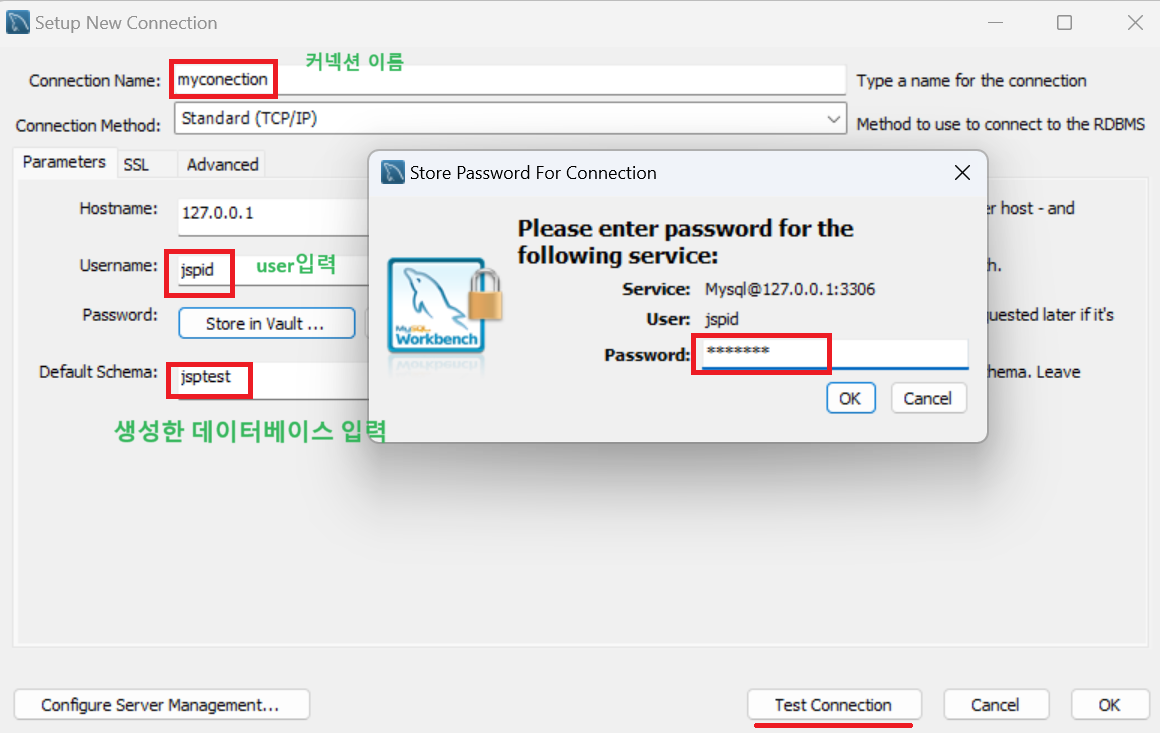 Setup New Connection
커넥션 이름
Connection Name: myconection Type a name for the connection
Connection Method: Standard (TCP/IP) Method to use to connect to the RDBMS
Parameters SSL Advanced
Store Password For Connection
Hostname: 127.0.0.1 er host - and
Please enter password for the
following service:
Username: jspid user입력 h.
Service: Mysql@127.0.0.1:3306
Password: Store in Vault ... uested later if it's
User: jspid
MySQL
Workbench
Password: *******
Default Schema: jsptest hema. Leave
OK Cancel
생성한 데이터베이스 입력
Configure Server Management... Test Connection Cancel OK